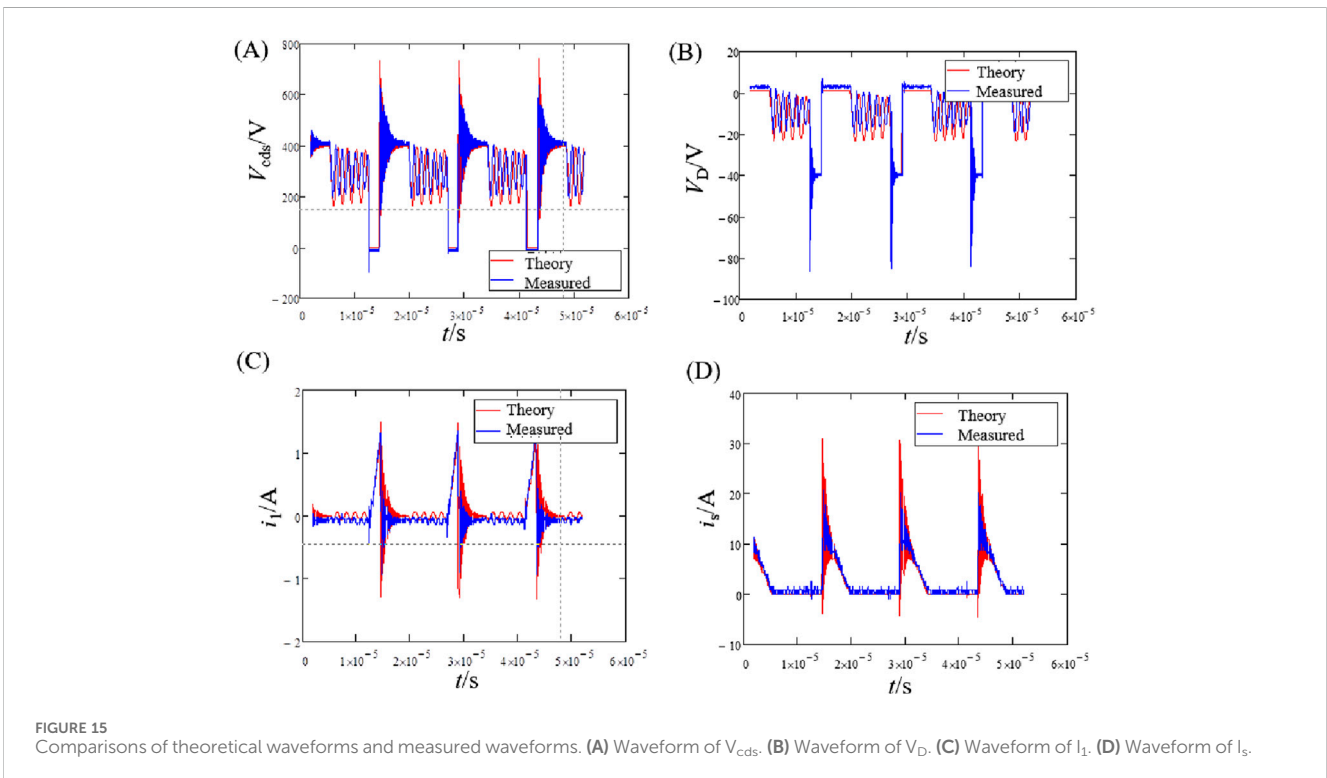 (A)
800
600
400
200
0
−200
V_cds/V
0
1×10⁻⁵
2×10⁻⁵
3×10⁻⁵
4×10⁻⁵
5×10⁻⁵
6×10⁻⁵
t/s
Theory
Measured
(B)
20
0
−20
−40
−60
−80
−100
V_D/V
0
1×10⁻⁵
2×10⁻⁵
3×10⁻⁵
4×10⁻⁵
5×10⁻⁵
6×10⁻⁵
t/s
Theory
Measured
(C)
2
1
0
−1
−2
i₁/A
0
1×10⁻⁵
2×10⁻⁵
3×10⁻⁵
4×10⁻⁵
5×10⁻⁵
6×10⁻⁵
t/s
Theory
Measured
(D)
40
30
20
10
0
−10
i_s/A
0
1×10⁻⁵
2×10⁻⁵
3×10⁻⁵
4×10⁻⁵
5×10⁻⁵
6×10⁻⁵
t/s
Theory
Measured
FIGURE 15
Comparisons of theoretical waveforms and measured waveforms. (A) Waveform of V_cds. (B) Waveform of V_D. (C) Waveform of I₁. (D) Waveform of I_s.